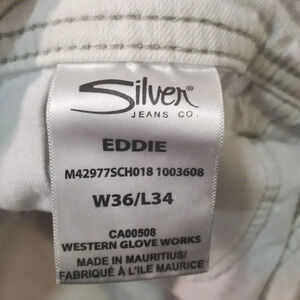 Silver®
JEANS CO.
EDDIE
M42977SCH018 1003608
W36/L34
CA00508
WESTERN GLOVE WORKS
MADE IN MAURITIUS/
FABRIQUÉ À L'ILE MAURICE